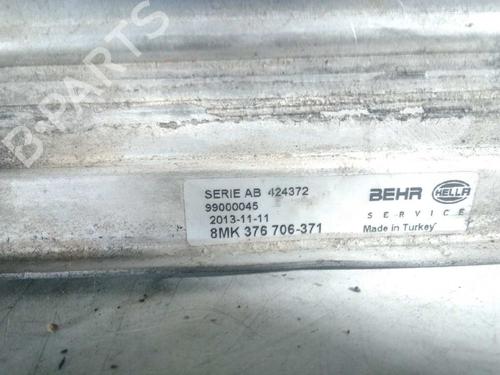 B-PARTS
SERIE AB 424372
99000045
2013-11-11
8MK 376 706-371
BEHR HELLA
SERVICE
Made in Turkey